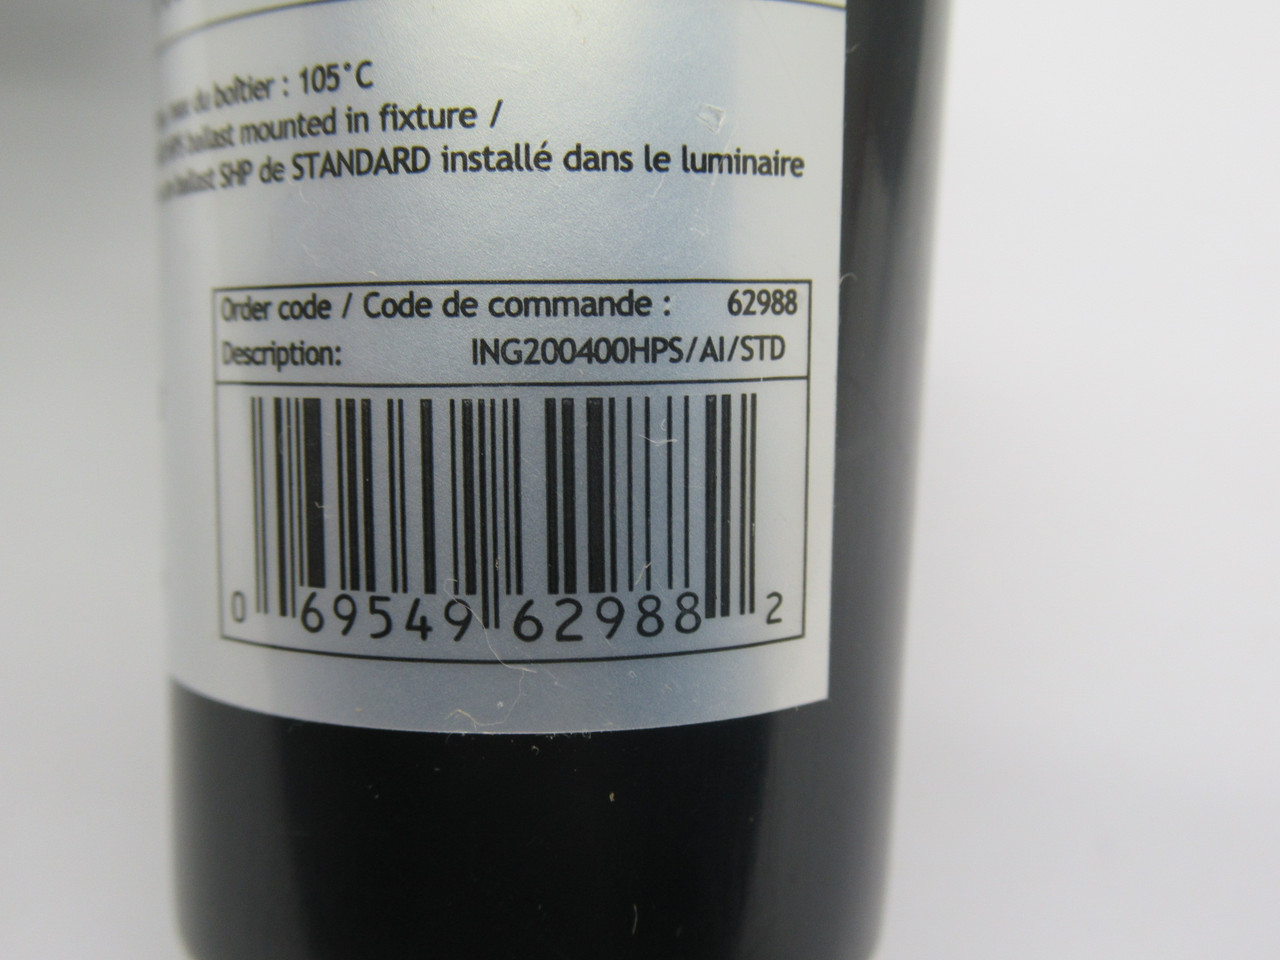 du boîtier : 105°C
ballast mounted in fixture /
ballast SHP de STANDARD installé dans le luminaire
Order code / Code de commande : 62988
Description: ING200400HPS/AI/STD
0 69549 62988 2